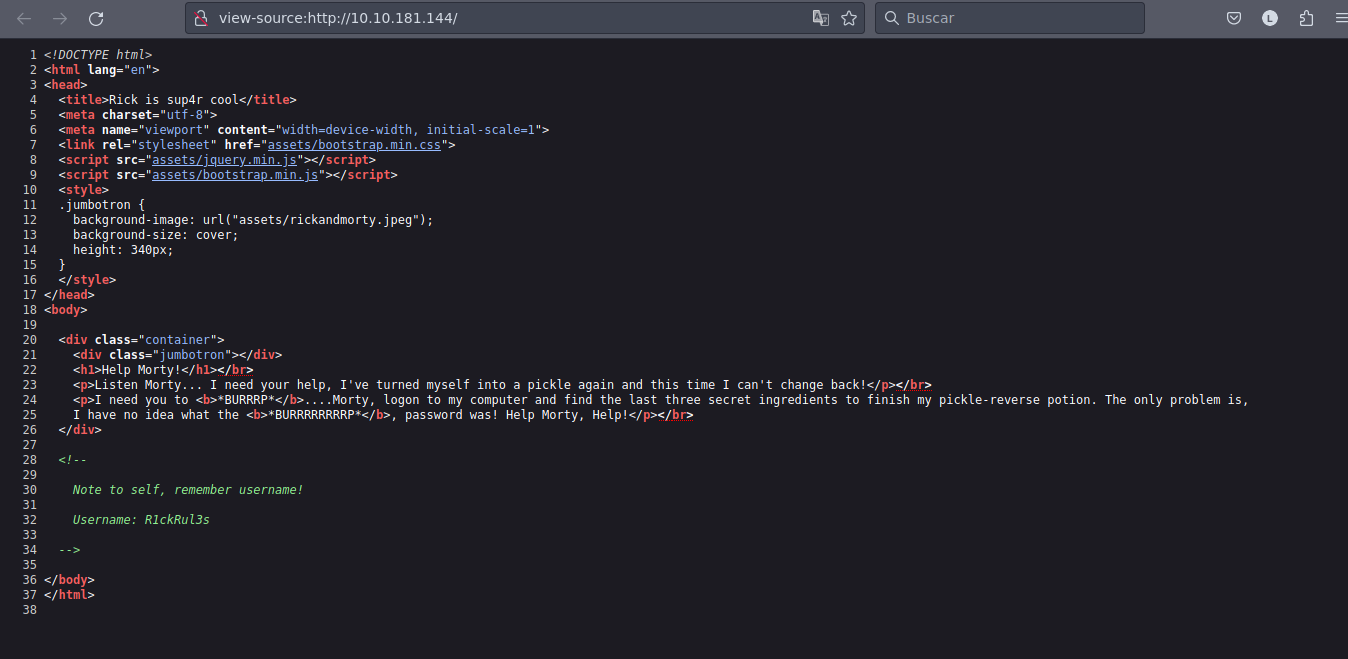 view-source:http://10.10.181.144/
Buscar
L
1 <!DOCTYPE html>
2 <html lang="en">
3 <head>
4   <title>Rick is sup4r cool</title>
5   <meta charset="utf-8">
6   <meta name="viewport" content="width=device-width, initial-scale=1">
7   <link rel="stylesheet" href="assets/bootstrap.min.css">
8   <script src="assets/jquery.min.js"></script>
9   <script src="assets/bootstrap.min.js"></script>
10   <style>
11   .jumbotron {
12     background-image: url("assets/rickandmorty.jpeg");
13     background-size: cover;
14     height: 340px;
15   }
16   </style>
17 </head>
18 <body>
19
20   <div class="container">
21     <div class="jumbotron"></div>
22     <h1>Help Morty!</h1></br>
23     <p>Listen Morty... I need your help, I've turned myself into a pickle again and this time I can't change back!</p></br>
24     <p>I need you to <b>*BURRRP*</b>....Morty, logon to my computer and find the last three secret ingredients to finish my pickle-reverse potion. The only problem is,
25     I have no idea what the <b>*BURRRRRRRRP*</b>, password was! Help Morty, Help!</p></br>
26   </div>
27
28   <!--
29
30     Note to self, remember username!
31
32     Username: R1ckRul3s
33
34   -->
35
36 </body>
37 </html>
38